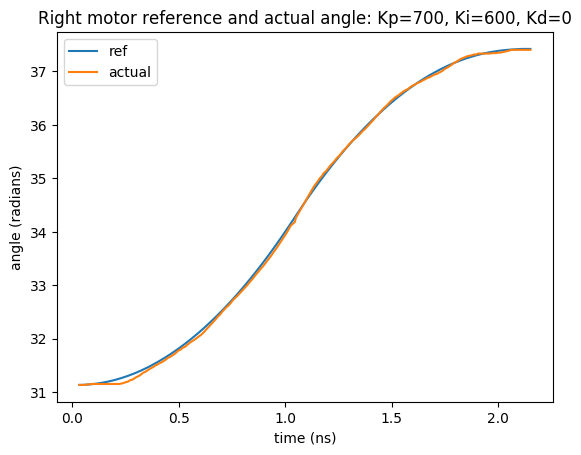 Right motor reference and actual angle: Kp=700, Ki=600, Kd=0
ref
actual
angle (radians)
37
36
35
34
33
32
31
0.0 0.5 1.0 1.5 2.0
time (ns)